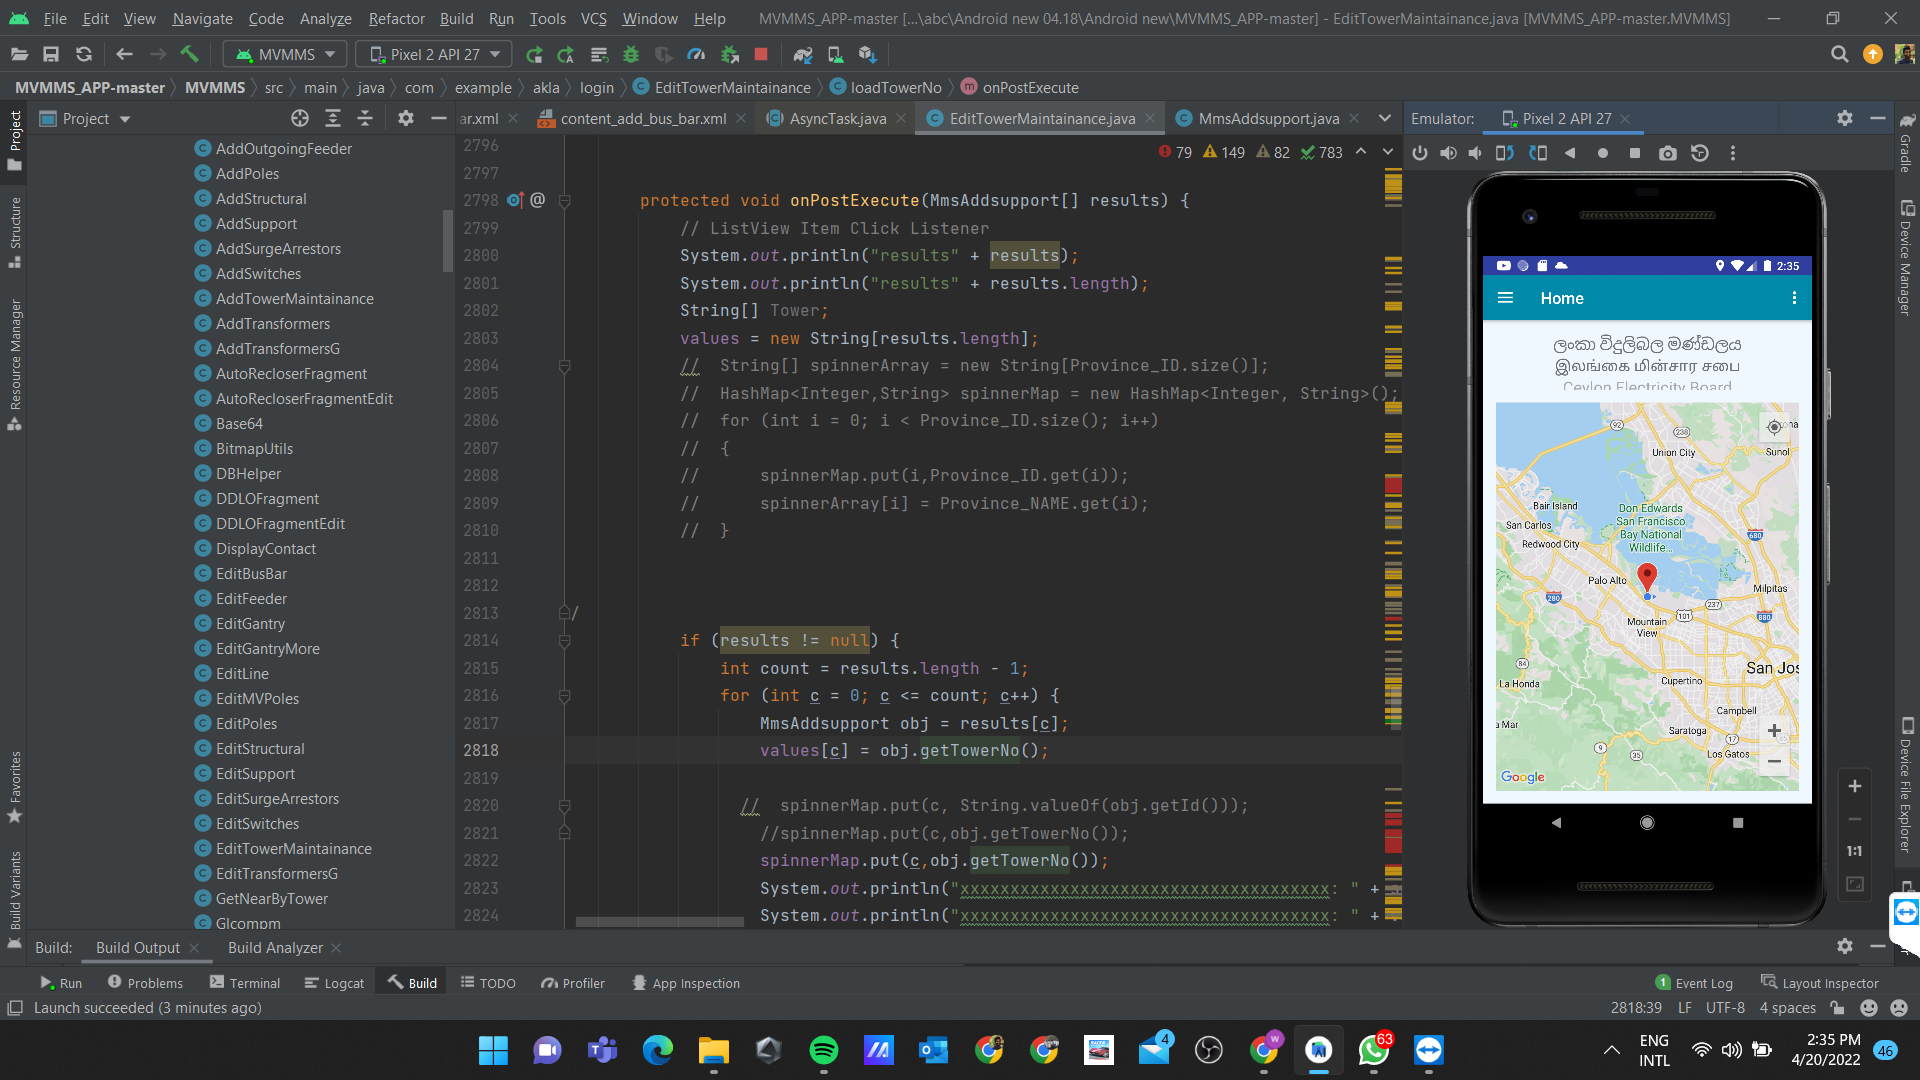 File Edit View Navigate Code Analyze Refactor Build Run Tools VCS Window Help MVMMS_APP-master [...\abc\Android new 04.18\Android new\MVMMS_APP-master] - EditTowerMaintainance.java [MVMMS_APP-master.MVMMS]
MVMMS Pixel 2 API 27
MVMMS_APP-master MVMMS src main java com example akla login EditTowerMaintainance loadTowerNo onPostExecute
Project
ar.xml content_add_bus_bar.xml AsyncTask.java EditTowerMaintainance.java MmsAddsupport.java
Emulator: Pixel 2 API 27
79 149 82 783
Project
Structure
Resource Manager
Favorites
Build Variants
AddOutgoingFeeder
AddPoles
AddStructural
AddSupport
AddSurgeArrestors
AddSwitches
AddTowerMaintainance
AddTransformers
AddTransformersG
AutoRecloserFragment
AutoRecloserFragmentEdit
Base64
BitmapUtils
DBHelper
DDLOFragment
DDLOFragmentEdit
DisplayContact
EditBusBar
EditFeeder
EditGantry
EditGantryMore
EditLine
EditMVPoles
EditPoles
EditStructural
EditSupport
EditSurgeArrestors
EditSwitches
EditTowerMaintainance
EditTransformersG
GetNearByTower
Glcompm
2796
2797
2798 @ protected void onPostExecute(MmsAddsupport[] results) {
2799 // ListView Item Click Listener
2800 System.out.println("results" + results);
2801 System.out.println("results" + results.length);
2802 String[] Tower;
2803 values = new String[results.length];
2804 // String[] spinnerArray = new String[Province_ID.size()];
2805 // HashMap<Integer,String> spinnerMap = new HashMap<Integer, String>();
2806 // for (int i = 0; i < Province_ID.size(); i++)
2807 // {
2808 // spinnerMap.put(i,Province_ID.get(i));
2809 // spinnerArray[i] = Province_NAME.get(i);
2810 // }
2811
2812
2813 /
2814 if (results != null) {
2815 int count = results.length - 1;
2816 for (int c = 0; c <= count; c++) {
2817 MmsAddsupport obj = results[c];
2818 values[c] = obj.getTowerNo();
2819
2820 // spinnerMap.put(c, String.valueOf(obj.getId()));
2821 //spinnerMap.put(c,obj.getTowerNo());
2822 spinnerMap.put(c,obj.getTowerNo());
2823 System.out.println("xxxxxxxxxxxxxxxxxxxxxxxxxxxxxxxxxxxxx: " +
2824 System.out.println("xxxxxxxxxxxxxxxxxxxxxxxxxxxxxxxxxxxxx: " +
2:35
Home
ලංකා විදුලිබල මණ්ඩලය
இலங்கை மின்சார சபை
Ceylon Electricity Board
92
238
Union City
Sunol
Bair Island
San Carlos
Redwood City
Don Edwards
San Francisco
Bay National
Wildlife...
680
Palo Alto
280
Milpitas
237
101
880
Mountain
View
84
San Jos
La Honda
Cupertino
Campbell
a Mar
Saratoga
17
85
9
35
Los Gatos
Google
1:1
Gradle
Device Manager
Device File Explorer
Build: Build Output Build Analyzer
Run Problems Terminal Logcat Build TODO Profiler App Inspection 1 Event Log Layout Inspector
Launch succeeded (3 minutes ago) 2818:39 LF UTF-8 4 spaces
4
W
63
ENG
INTL
2:35 PM
4/20/2022
46